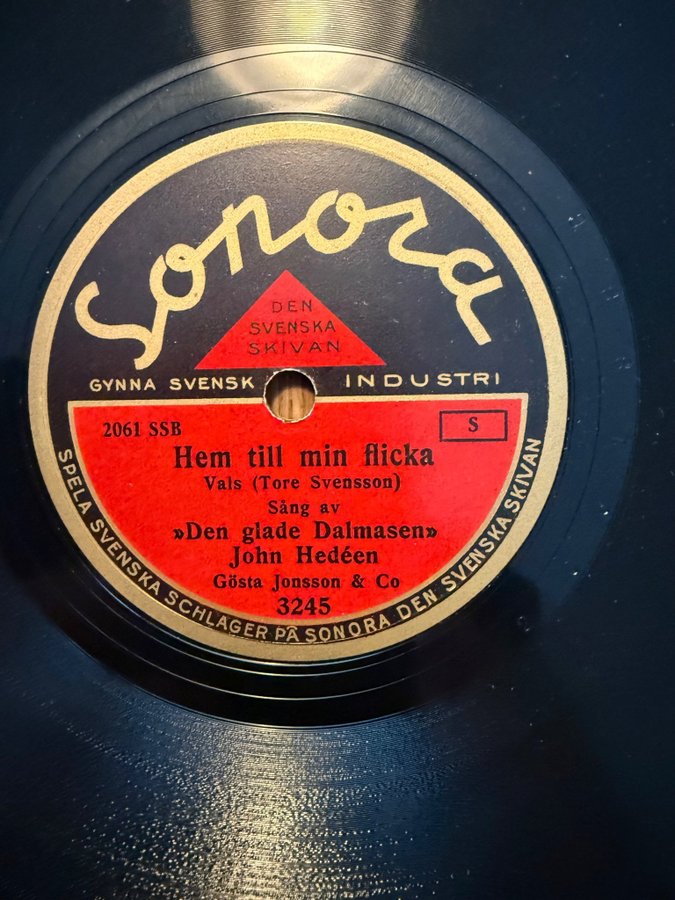 Sonora
DEN
SVENSKA
SKIVAN
GYNNA SVENSK INDUSTRI
2061 SSB
S
Hem till min flicka
Vals (Tore Svensson)
Sång av
»Den glade Dalmasen»
John Hedéen
Gösta Jonsson & Co
3245
SPELA SVENSKA SCHLAGER PÅ SONORA DEN SVENSKA SKIVAN